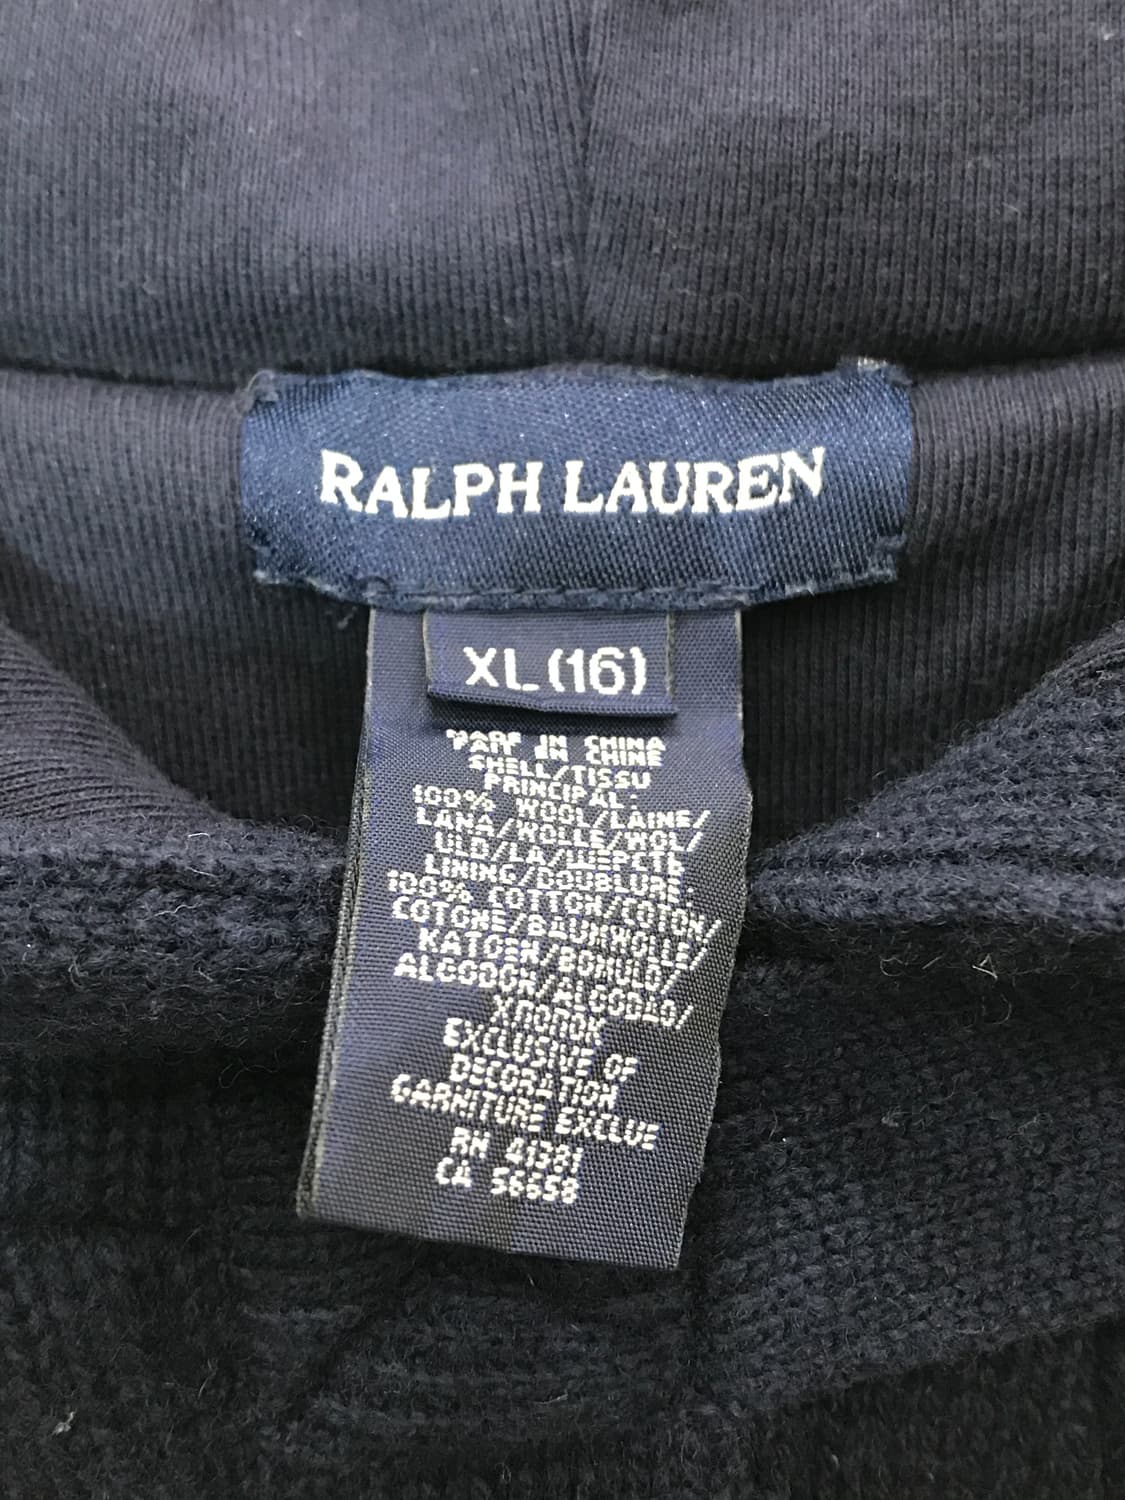 RALPH LAUREN
XL (16)
MADE IN CHINA
FAIT EN CHINE
SHELL/TISSU
PRINCIPAL:
100% WOOL/LAINE/
LANA/WOLLE/WOL/
ULD/LA/ШЕРСТЬ
LINING/DOUBLURE:
100% COTTON/COTON/
COTONE/BAUMWOLLE/
KATOEN/BOMULD/
ALGODON/ALGODAO/
ХЛОПОК
EXCLUSIVE OF
DECORATION
GARNITURE EXCLUE
RN 41381
CA 56656